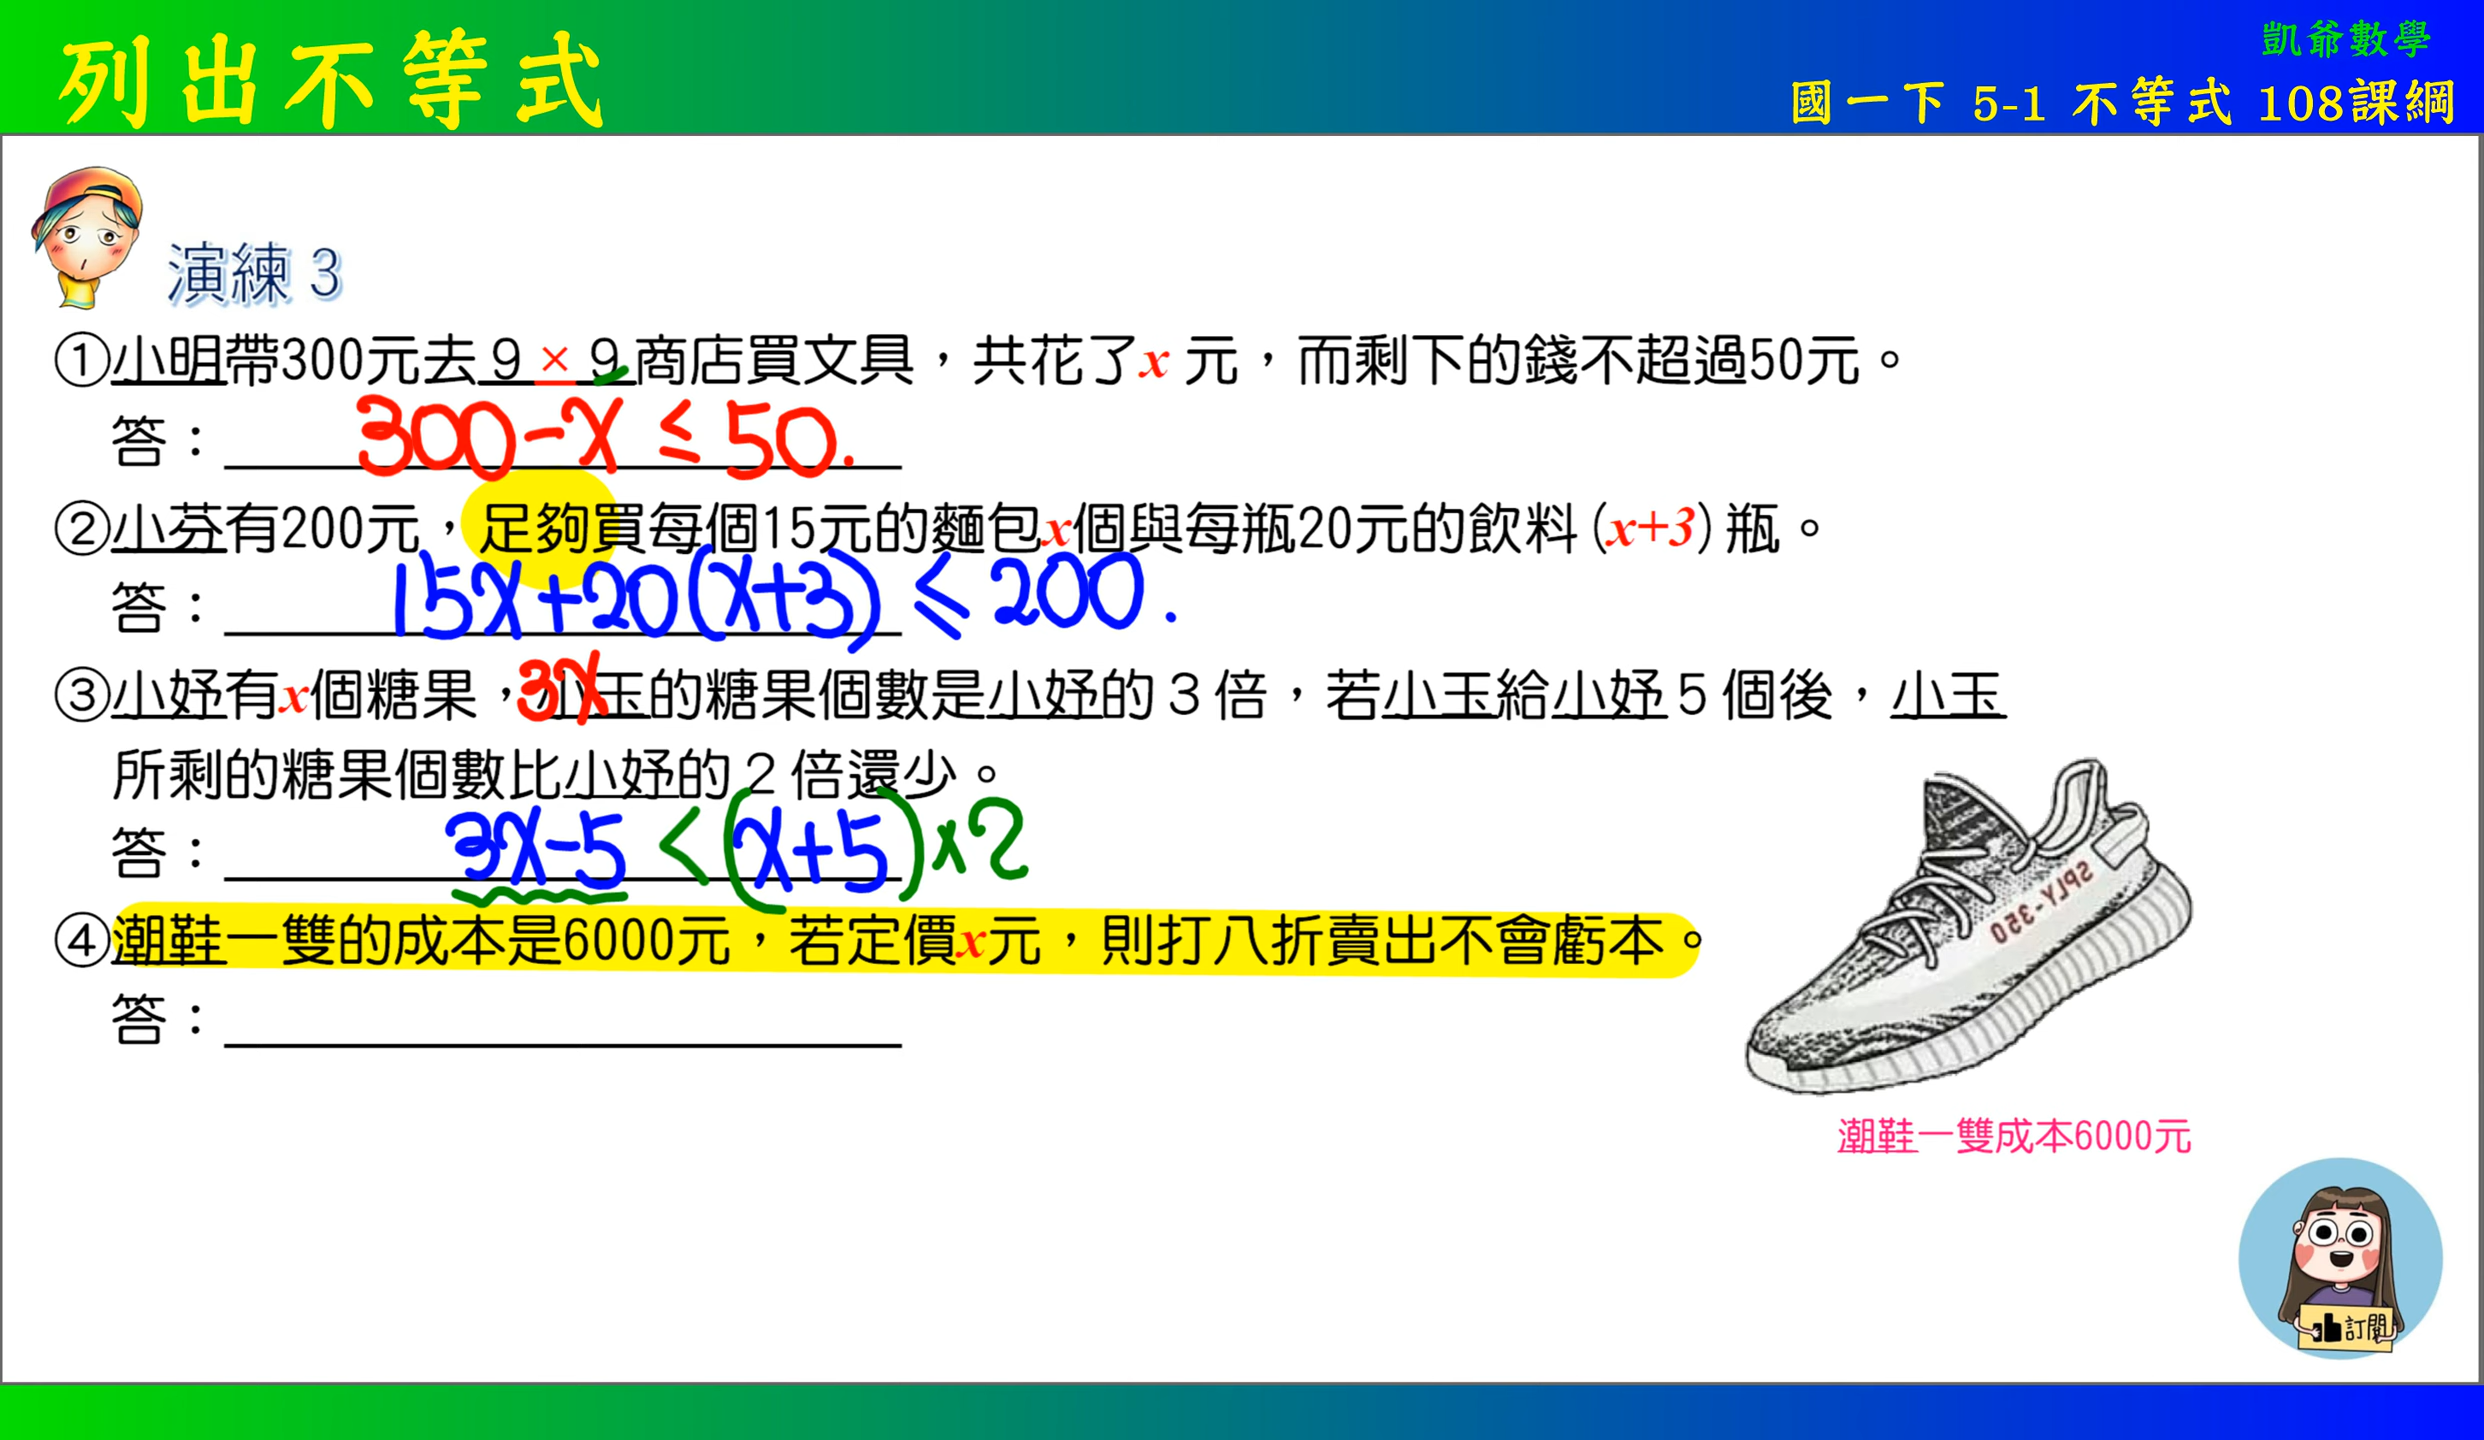 列出不等式
凱爺數學
國一下 5-1 不等式 108課綱
演練 3
①小明帶300元去 9 × 9 商店買文具，共花了x 元，而剩下的錢不超過50元。
答：300-x ≤ 50.
②小芬有200元，足夠買每個15元的麵包x個與每瓶20元的飲料(x+3)瓶。
答：15x+20(x+3) ≤ 200.
3x
③小妤有x個糖果，小玉的糖果個數是小妤的3倍，若小玉給小妤5個後，小玉
所剩的糖果個數比小妤的2倍還少。
答：3x-5 < (x+5)×2
④潮鞋一雙的成本是6000元，若定價x元，則打八折賣出不會虧本。
答：
SPLY-350
潮鞋一雙成本6000元
訂閱